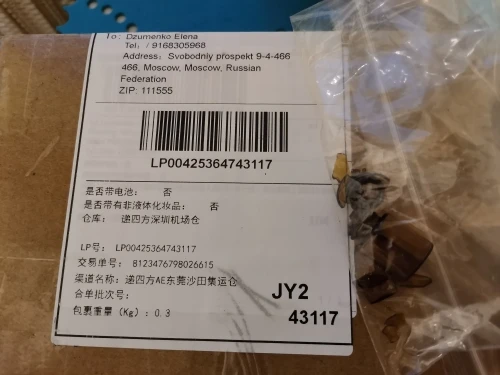 To: Dzumenko Elena
Tel: / 9168305968
Address: Svobodniy prospekt 9-4-466
466, Moscow, Moscow, Russian
Federation
ZIP: 111555
LP00425364743117
是否带电池： 否
是否带有非液体化妆品： 否
仓库： 递四方深圳机场仓
LP号： LP00425364743117
交易单号： 8123476798026615
渠道名称：递四方AE东莞沙田集运仓
合单批次号：
包裹重量（Kg）：0.3
JY2
43117